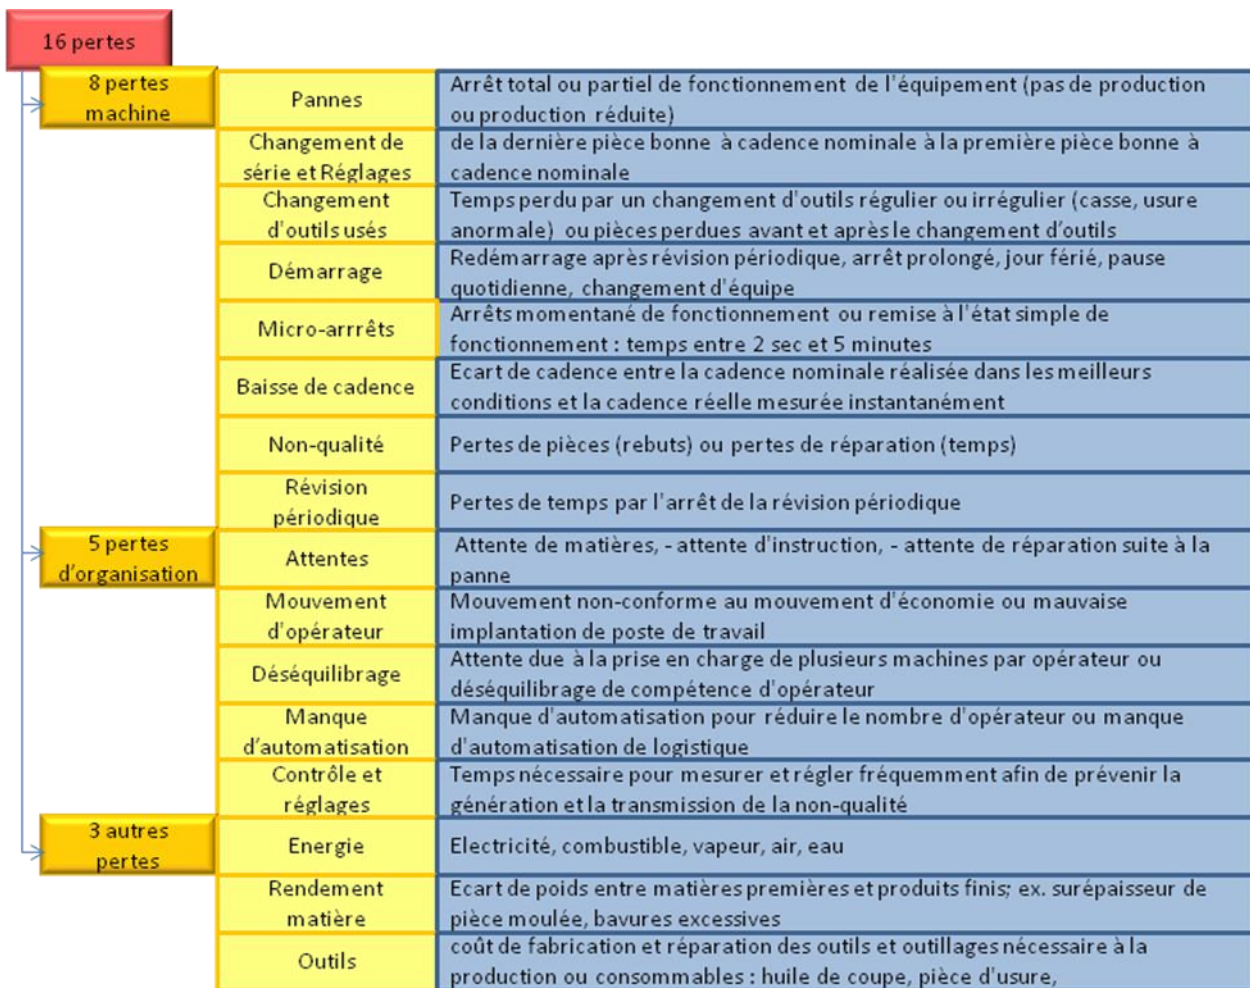 16 pertes
8 pertes
machine
Pannes
Arrêt total ou partiel de fonctionnement de l'équipement (pas de production
ou production réduite)
Changement de
série et Réglages
de la dernière pièce bonne à cadence nominale à la première pièce bonne à
cadence nominale
Changement
d'outils usés
Temps perdu par un changement d'outils régulier ou irrégulier (casse, usure
anormale) ou pièces perdues avant et après le changement d'outils
Démarrage
Redémarrage après révision périodique, arrêt prolongé, jour férié, pause
quotidienne, changement d'équipe
Micro-arrrêts
Arrêts momentané de fonctionnement ou remise à l'état simple de
fonctionnement : temps entre 2 sec et 5 minutes
Baisse de cadence
Ecart de cadence entre la cadence nominale réalisée dans les meilleurs
conditions et la cadence réelle mesurée instantanément
Non-qualité
Pertes de pièces (rebuts) ou pertes de réparation (temps)
Révision
périodique
Pertes de temps par l'arrêt de la révision périodique
5 pertes
d'organisation
Attentes
Attente de matières, - attente d'instruction, - attente de réparation suite à la
panne
Mouvement
d'opérateur
Mouvement non-conforme au mouvement d'économie ou mauvaise
implantation de poste de travail
Déséquilibrage
Attente due à la prise en charge de plusieurs machines par opérateur ou
déséquilibrage de compétence d'opérateur
Manque
d'automatisation
Manque d'automatisation pour réduire le nombre d'opérateur ou manque
d'automatisation de logistique
Contrôle et
réglages
Temps nécessaire pour mesurer et régler fréquemment afin de prévenir la
génération et la transmission de la non-qualité
3 autres
pertes
Energie
Electricité, combustible, vapeur, air, eau
Rendement
matière
Ecart de poids entre matières premières et produits finis; ex. surépaisseur de
pièce moulée, bavures excessives
Outils
coût de fabrication et réparation des outils et outillages nécessaire à la
production ou consommables : huile de coupe, pièce d'usure,